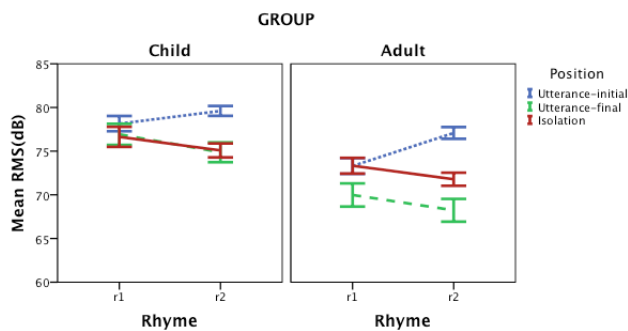 GROUP
Child
Adult
Mean RMS(dB)
85
80
75
70
65
60
r1
r2
r1
r2
Rhyme
Rhyme
Position
Utterance-initial
Utterance-final
Isolation